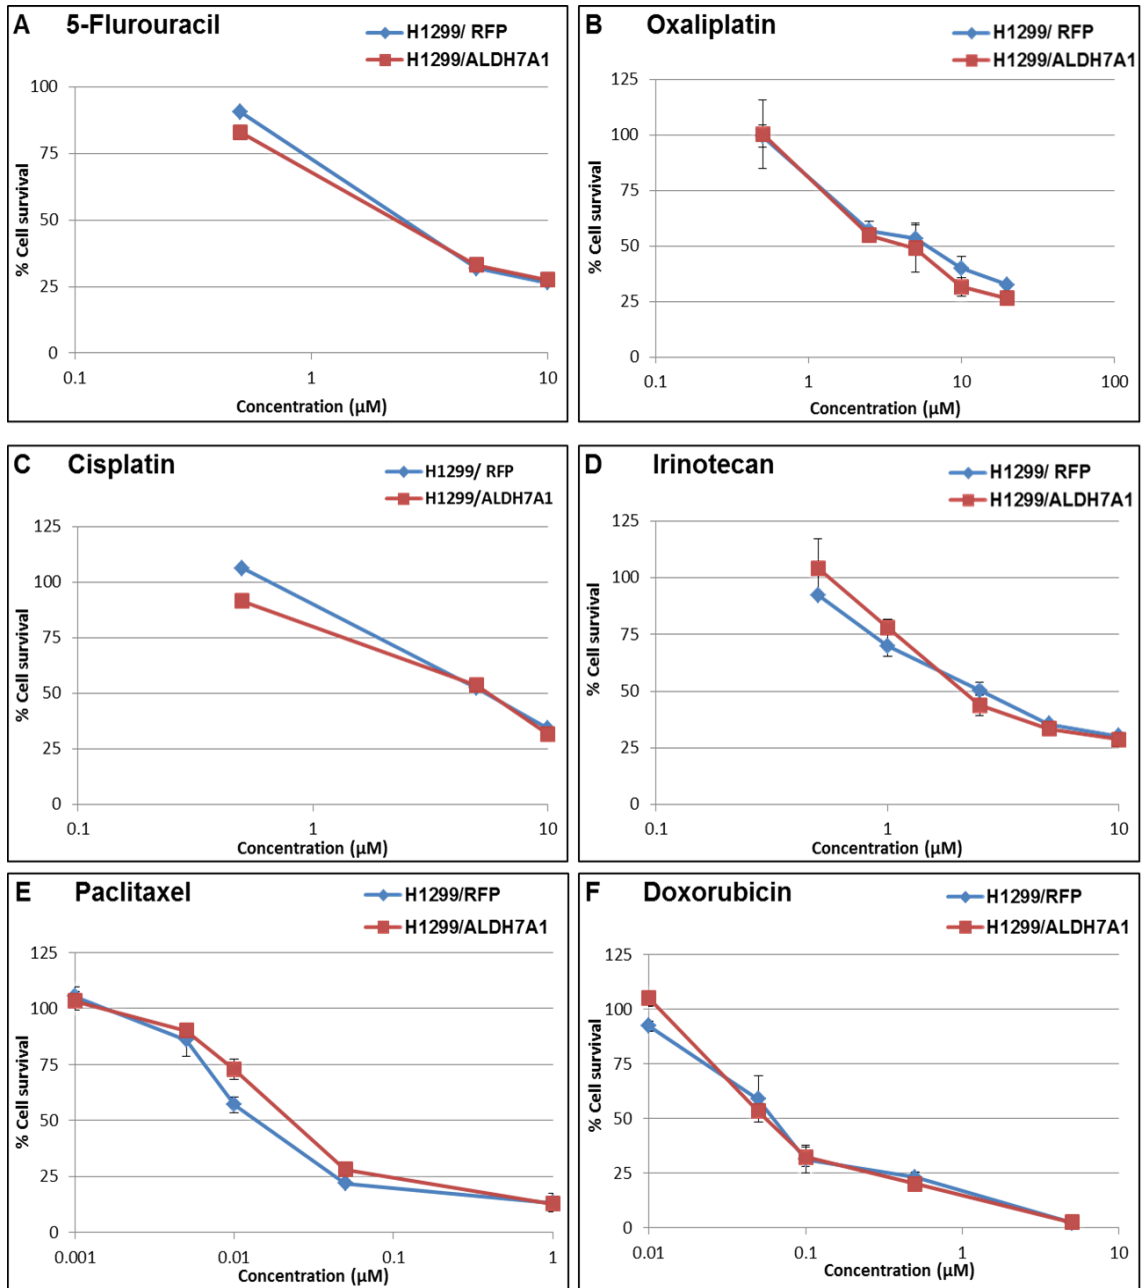 A 5-Flurouracil
H1299/ RFP
H1299/ALDH7A1
100
75
50
25
0
% Cell survival
0.1 1 10
Concentration (µM)
B Oxaliplatin
H1299/ RFP
H1299/ALDH7A1
125
100
75
50
25
0
% Cell survival
0.1 1 10 100
Concentration (µM)
C Cisplatin
H1299/ RFP
H1299/ALDH7A1
125
100
75
50
25
0
% Cell survival
0.1 1 10
Concentration (µM)
D Irinotecan
H1299/ RFP
H1299/ALDH7A1
125
100
75
50
25
0
% Cell survival
0.1 1 10
Concentration (µM)
E Paclitaxel
H1299/RFP
H1299/ALDH7A1
125
100
75
50
25
0
% Cell survival
0.001 0.01 0.1 1
Concentration (µM)
F Doxorubicin
H1299/RFP
H1299/ALDH7A1
125
100
75
50
25
0
% Cell survival
0.01 0.1 1 10
Concentration (µM)